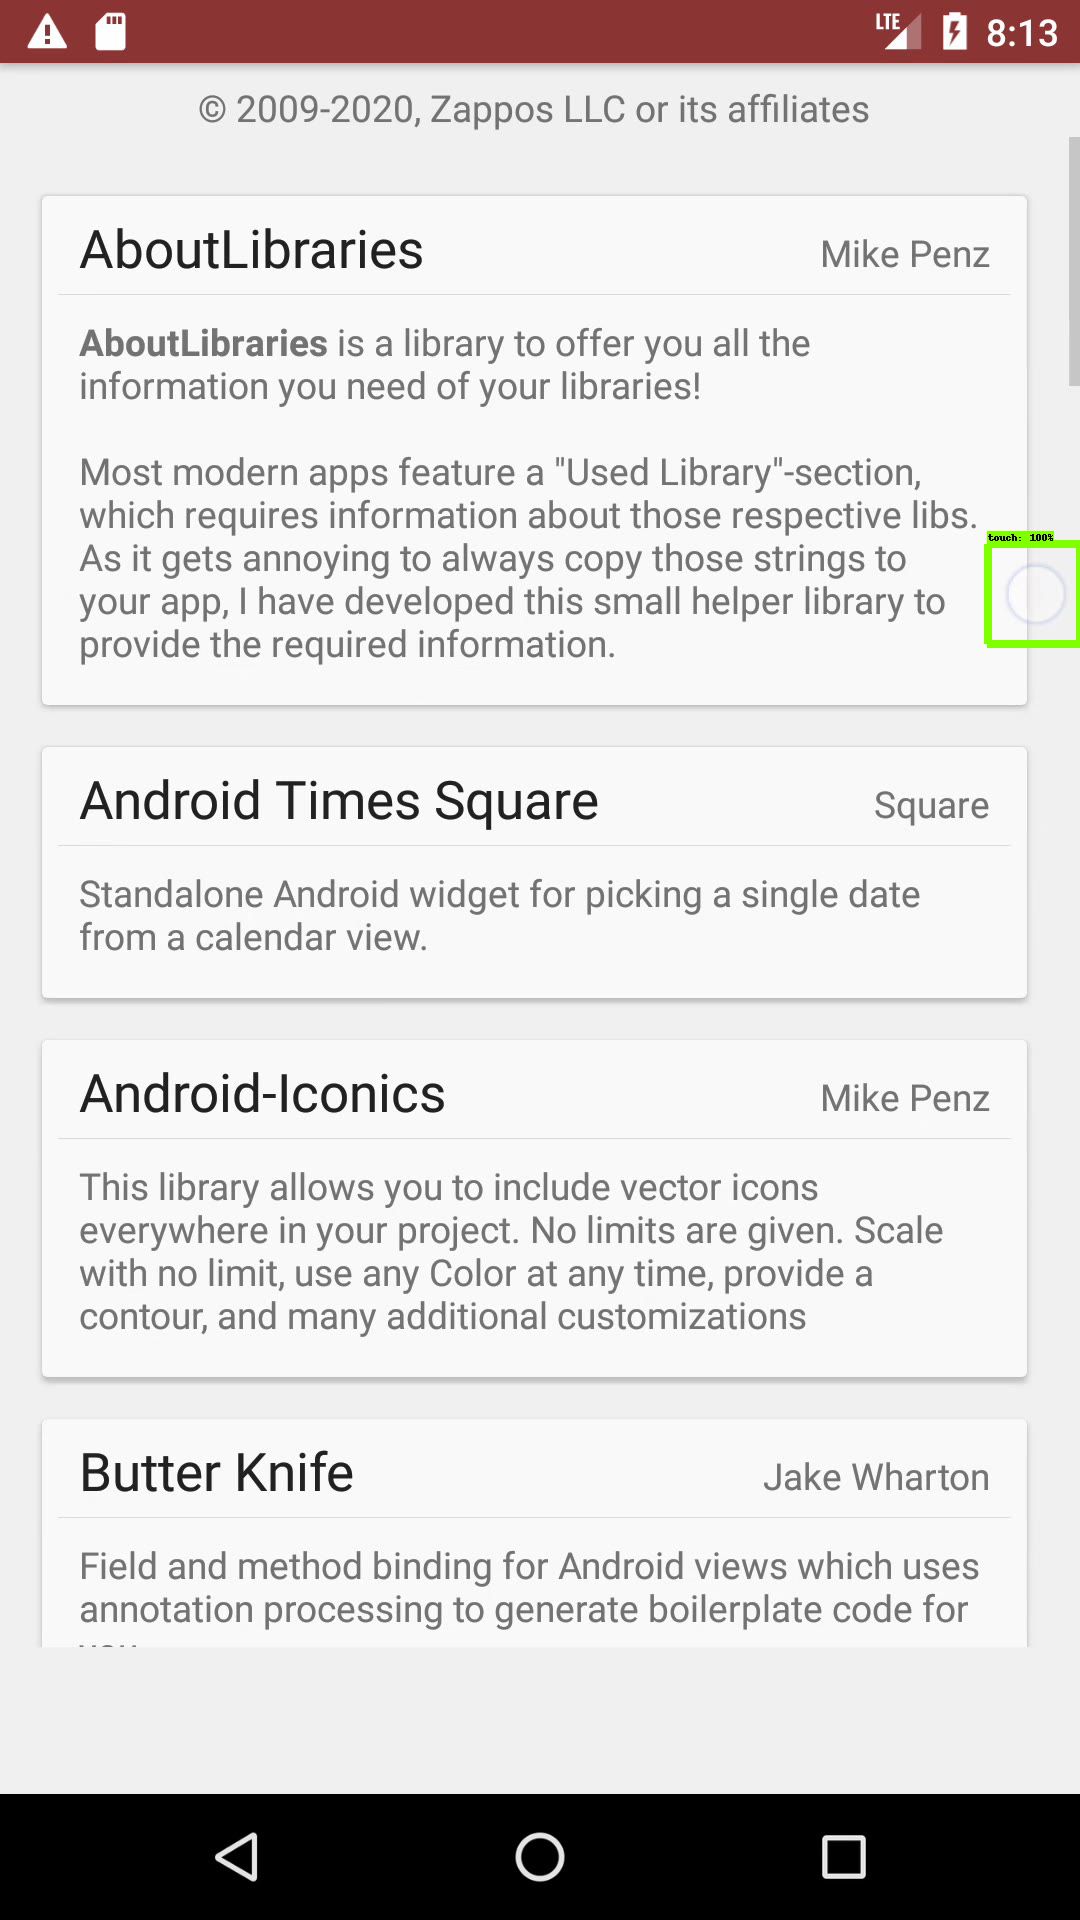 LTE 8:13
© 2009-2020, Zappos LLC or its affiliates
AboutLibraries Mike Penz
AboutLibraries is a library to offer you all the
information you need of your libraries!
Most modern apps feature a "Used Library"-section,
which requires information about those respective libs.
touch: 100%
As it gets annoying to always copy those strings to
your app, I have developed this small helper library to
provide the required information.
Android Times Square Square
Standalone Android widget for picking a single date
from a calendar view.
Android-Iconics Mike Penz
This library allows you to include vector icons
everywhere in your project. No limits are given. Scale
with no limit, use any Color at any time, provide a
contour, and many additional customizations
Butter Knife Jake Wharton
Field and method binding for Android views which uses
annotation processing to generate boilerplate code for